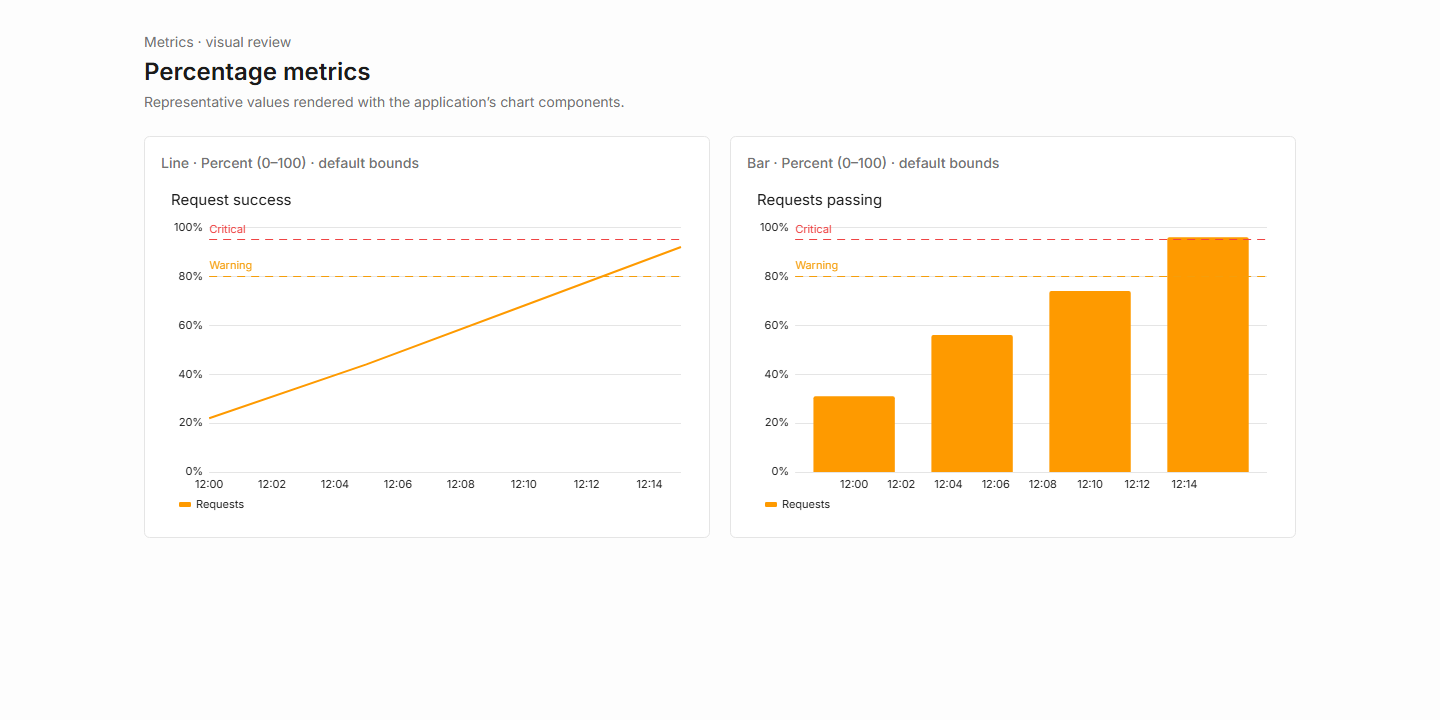 Metrics · visual review
Percentage metrics
Representative values rendered with the application's chart components.
Line · Percent (0–100) · default bounds
Request success
100%
Critical
Warning
80%
60%
40%
20%
0%
12:00 12:02 12:04 12:06 12:08 12:10 12:12 12:14
Requests
Bar · Percent (0–100) · default bounds
Requests passing
100%
Critical
Warning
80%
60%
40%
20%
0%
12:00 12:02 12:04 12:06 12:08 12:10 12:12 12:14
Requests